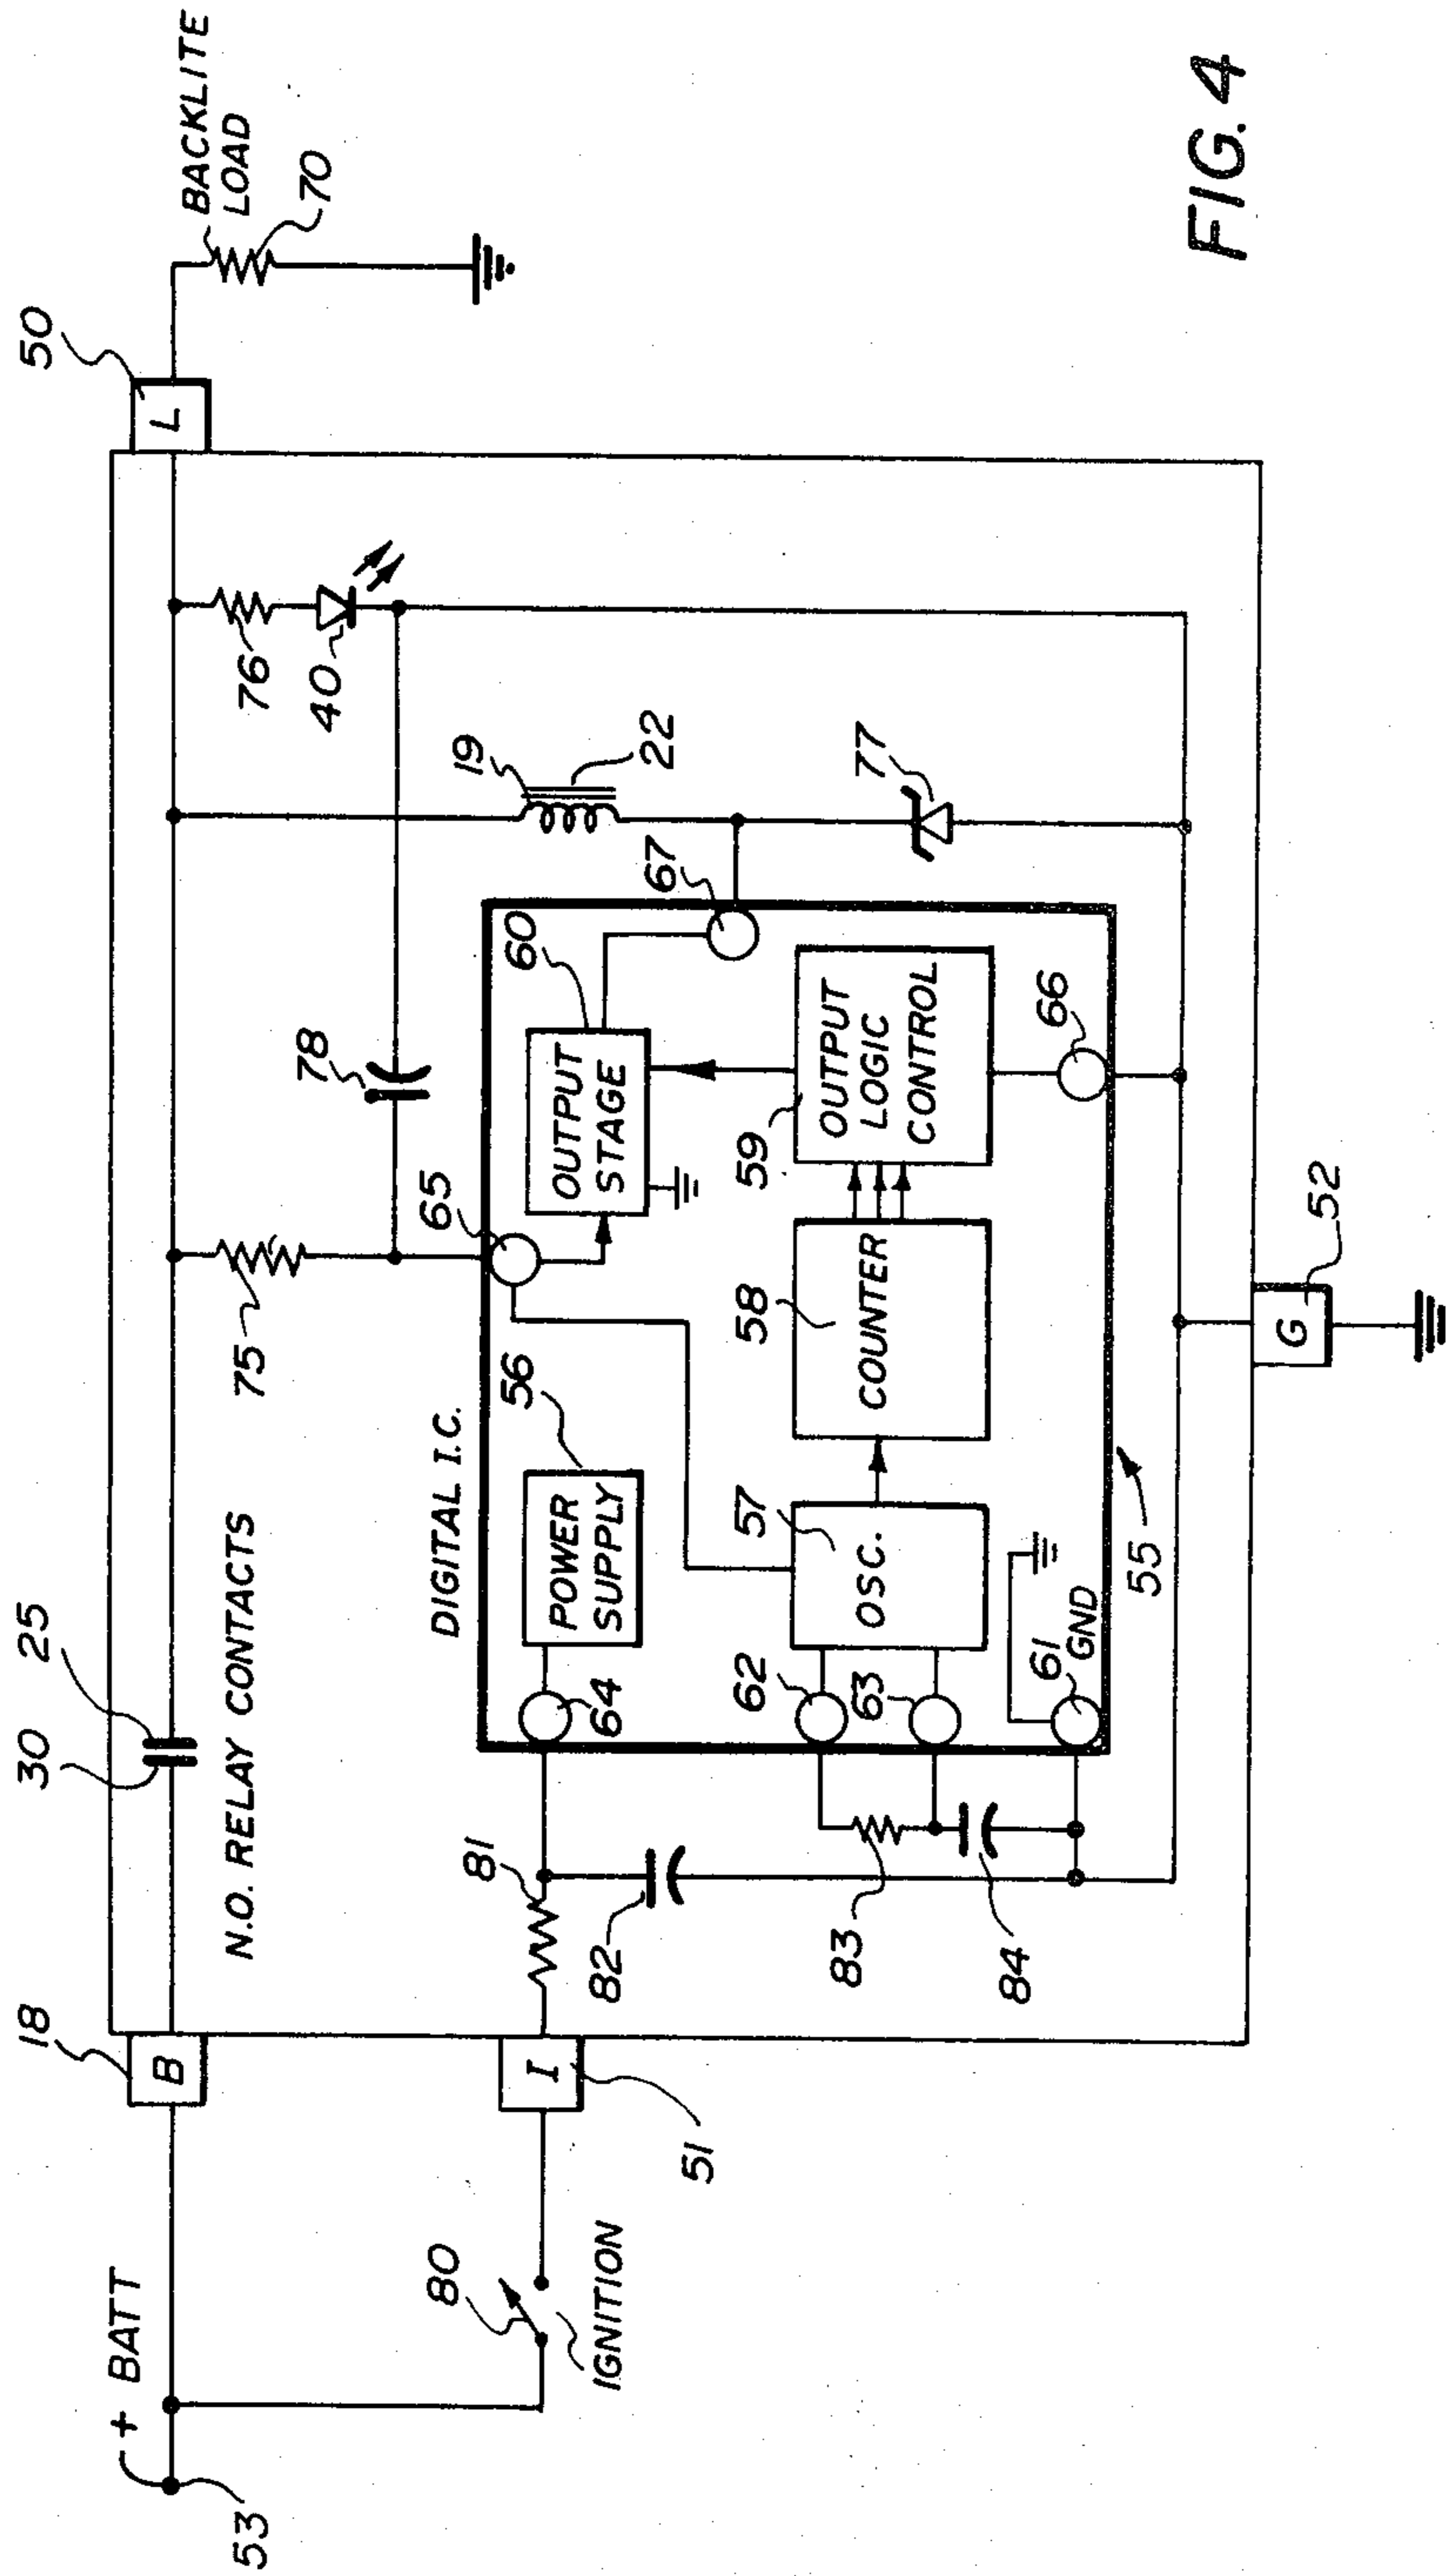 + BATT
53
18
B
30
25
N.O. RELAY CONTACTS
75
78
76
40
50
L
BACKLITE
LOAD
70
80
IGNITION
I
51
81
82
83
84
DIGITAL I.C.
64
POWER
SUPPLY
56
65
OUTPUT
STAGE
60
67
19
22
77
62
63
OSC.
57
COUNTER
58
OUTPUT
LOGIC
CONTROL
59
66
61
GND
55
G
52
FIG. 4